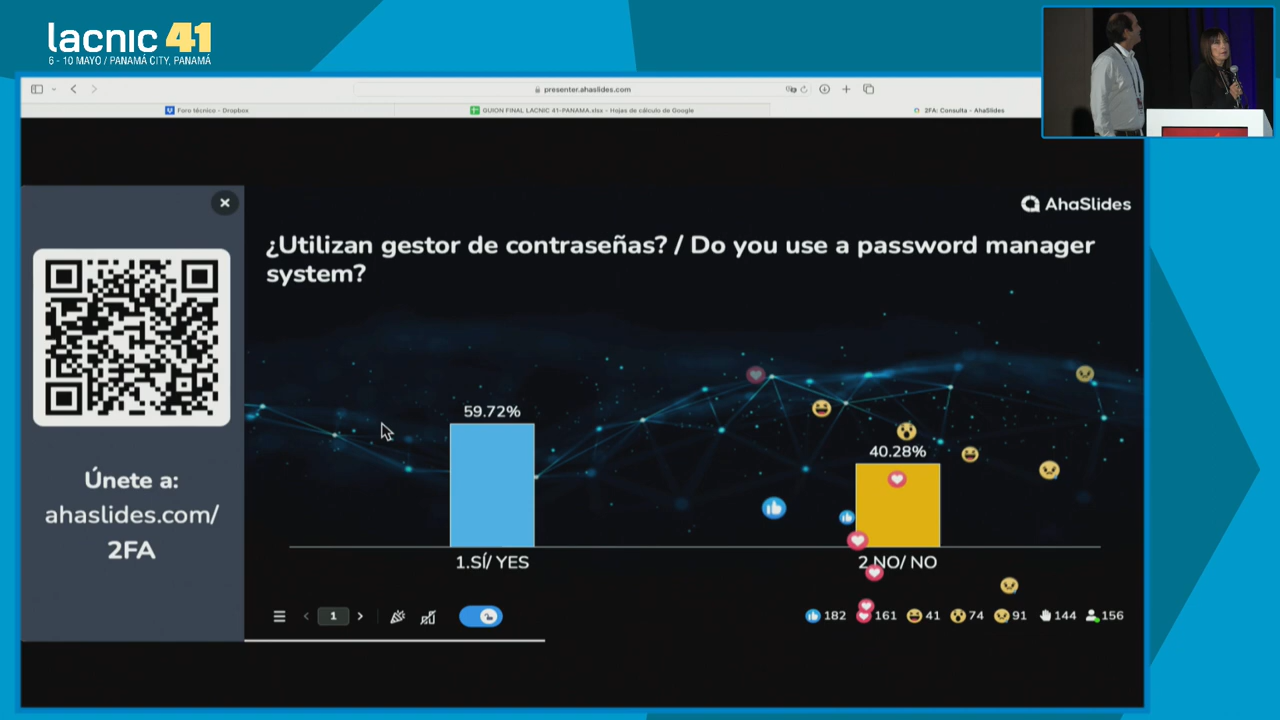 lacnic 41
6 - 10 MAYO / PANAMÁ CITY, PANAMÁ
presenter.ahaslides.com
Foro técnico - Dropbox
GUION FINAL LACNIC 41-PANAMA.xlsx - Hojas de cálculo de Google
2FA: Consulta - AhaSlides
AhaSlides
¿Utilizan gestor de contraseñas? / Do you use a password manager
system?
Únete a:
ahaslides.com/
2FA
59.72%
40.28%
1.SÍ/ YES
2.NO/ NO
1
182
161
41
74
91
144
156